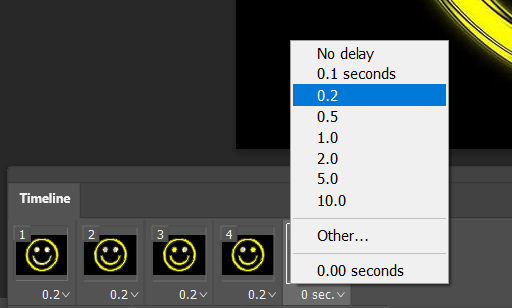 No delay
0.1 seconds
0.2
0.5
1.0
2.0
5.0
10.0
Other...
0.00 seconds
Timeline
1 2 3 4
0.2 0.2 0.2 0.2 0 sec.